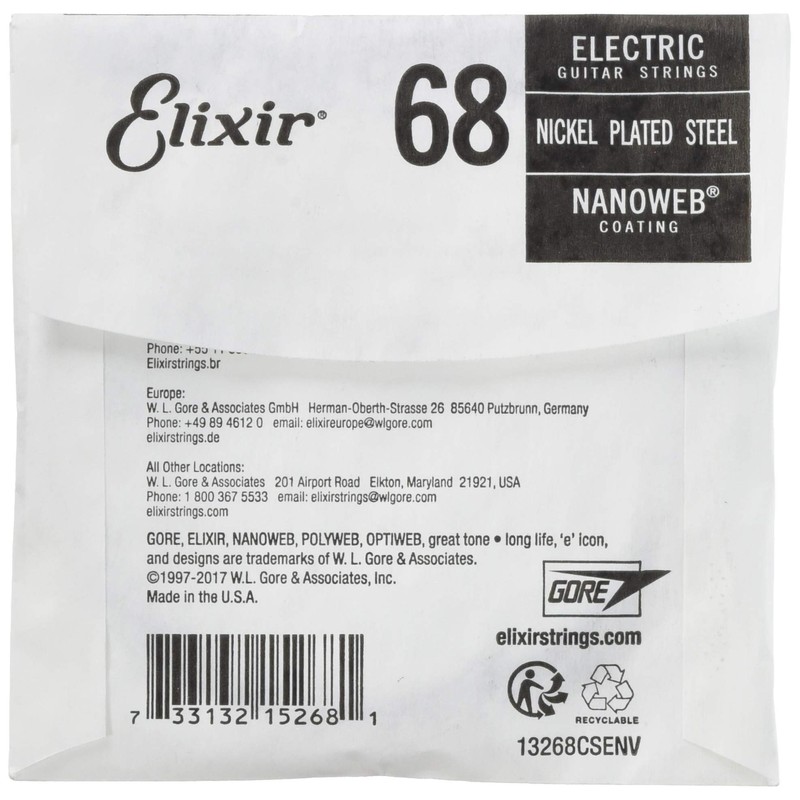 Elixir®
68
ELECTRIC
GUITAR STRINGS
NICKEL PLATED STEEL
NANOWEB®
COATING
Phone: +55 11
Elixirstrings.br
Europe:
W. L. Gore & Associates GmbH Herman-Oberth-Strasse 26 85640 Putzbrunn, Germany
Phone: +49 89 4612 0 email: elixireurope@wlgore.com
elixirstrings.de
All Other Locations:
W. L. Gore & Associates 201 Airport Road Elkton, Maryland 21921, USA
Phone: 1 800 367 5533 email: elixirstrings@wlgore.com
elixirstrings.com
GORE, ELIXIR, NANOWEB, POLYWEB, OPTIWEB, great tone • long life, ‘e’ icon,
and designs are trademarks of W. L. Gore & Associates.
©1997-2017 W.L. Gore & Associates, Inc.
Made in the U.S.A.
GORE
elixirstrings.com
RECYCLABLE
7 33132 15268 1
13268CSENV